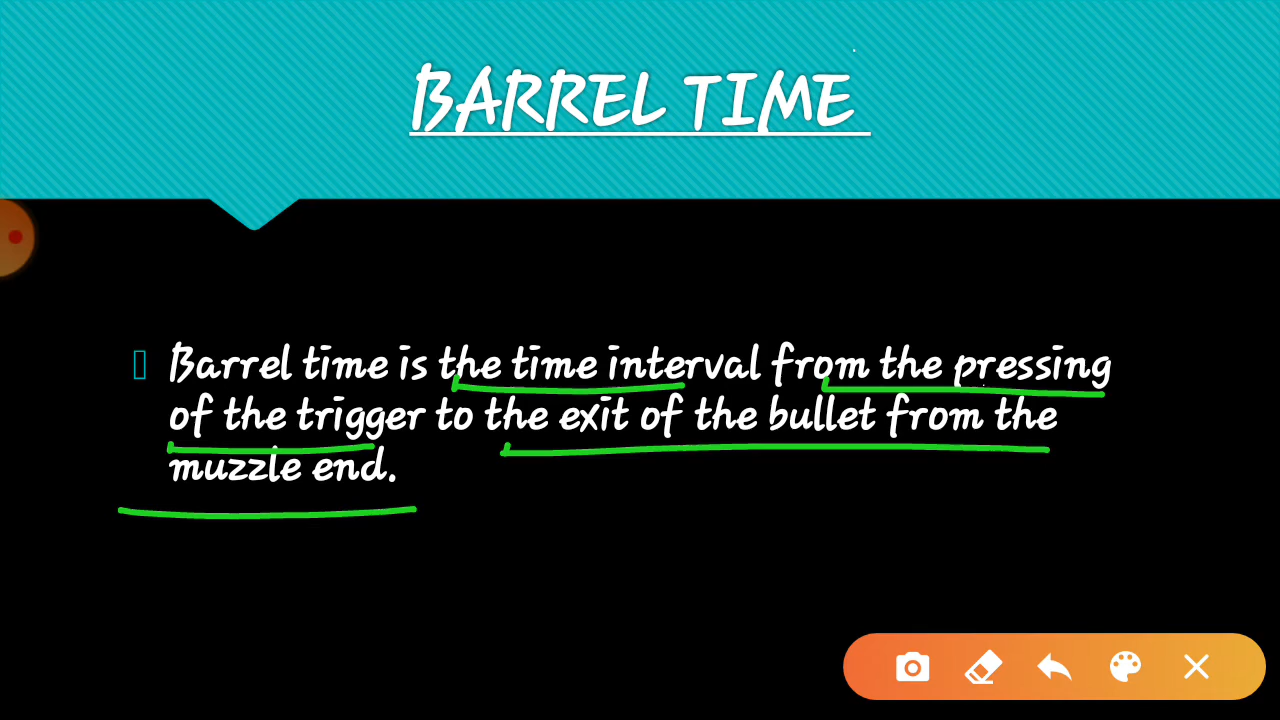 BARREL TIME
Barrel time is the time interval from the pressing
of the trigger to the exit of the bullet from the
muzzle end.